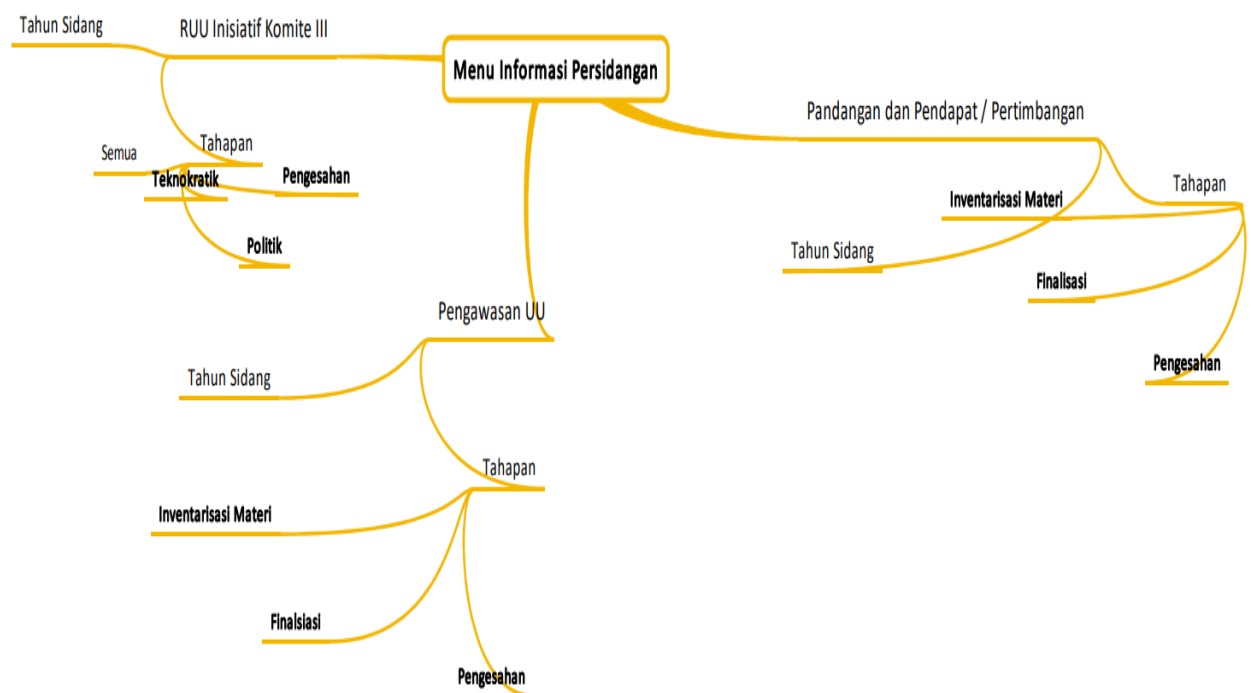 Tahun Sidang
RUU Inisiatif Komite III
Menu Informasi Persidangan
Pandangan dan Pendapat / Pertimbangan
Tahapan
Semua
Teknokratik
Pengesahan
Politik
Tahapan
Inventarisasi Materi
Tahun Sidang
Finalisasi
Pengesahan
Pengawasan UU
Tahun Sidang
Tahapan
Inventarisasi Materi
Finalsiasi
Pengesahan